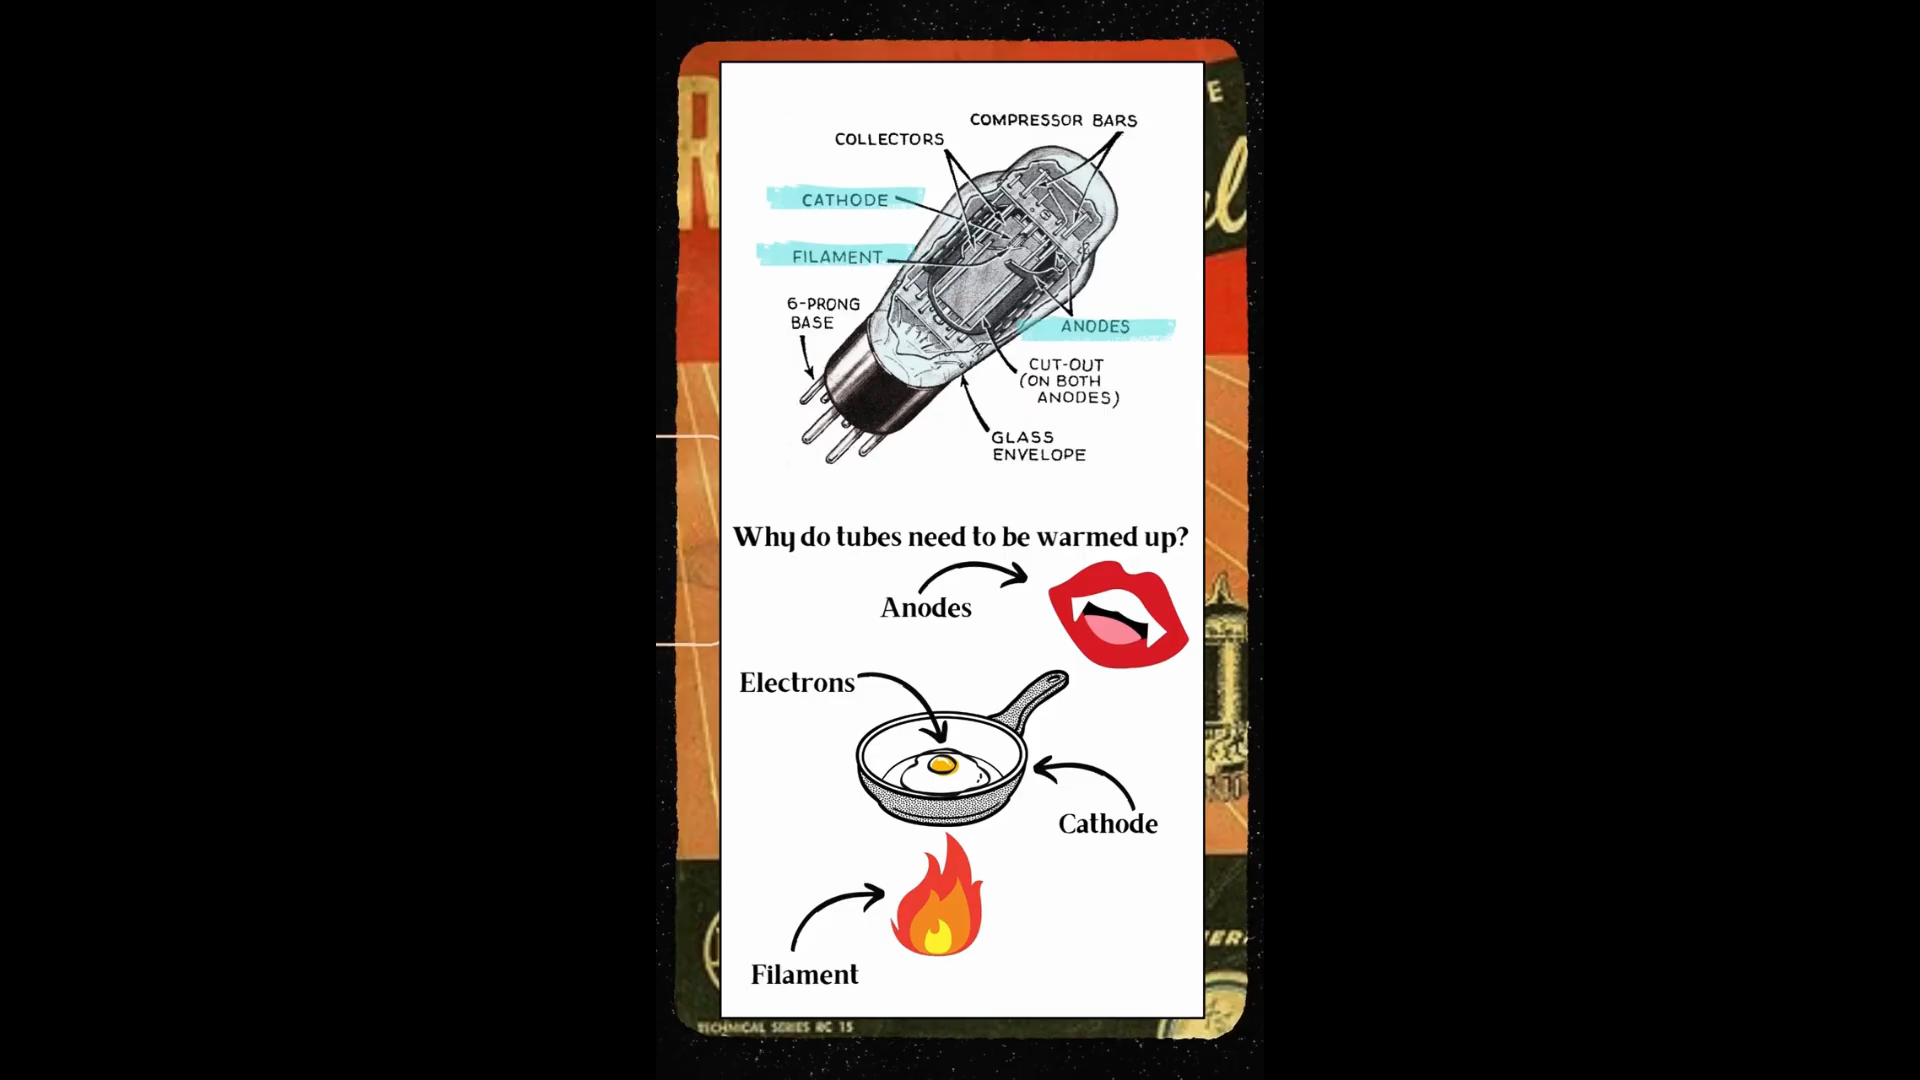 COMPRESSOR BARS
COLLECTORS
CATHODE
FILAMENT
6-PRONG
BASE
ANODES
CUT-OUT
(ON BOTH
ANODES)
GLASS
ENVELOPE
Why do tubes need to be warmed up?
Anodes
Electrons
Cathode
Filament
TECHNICAL SERIES RC 15